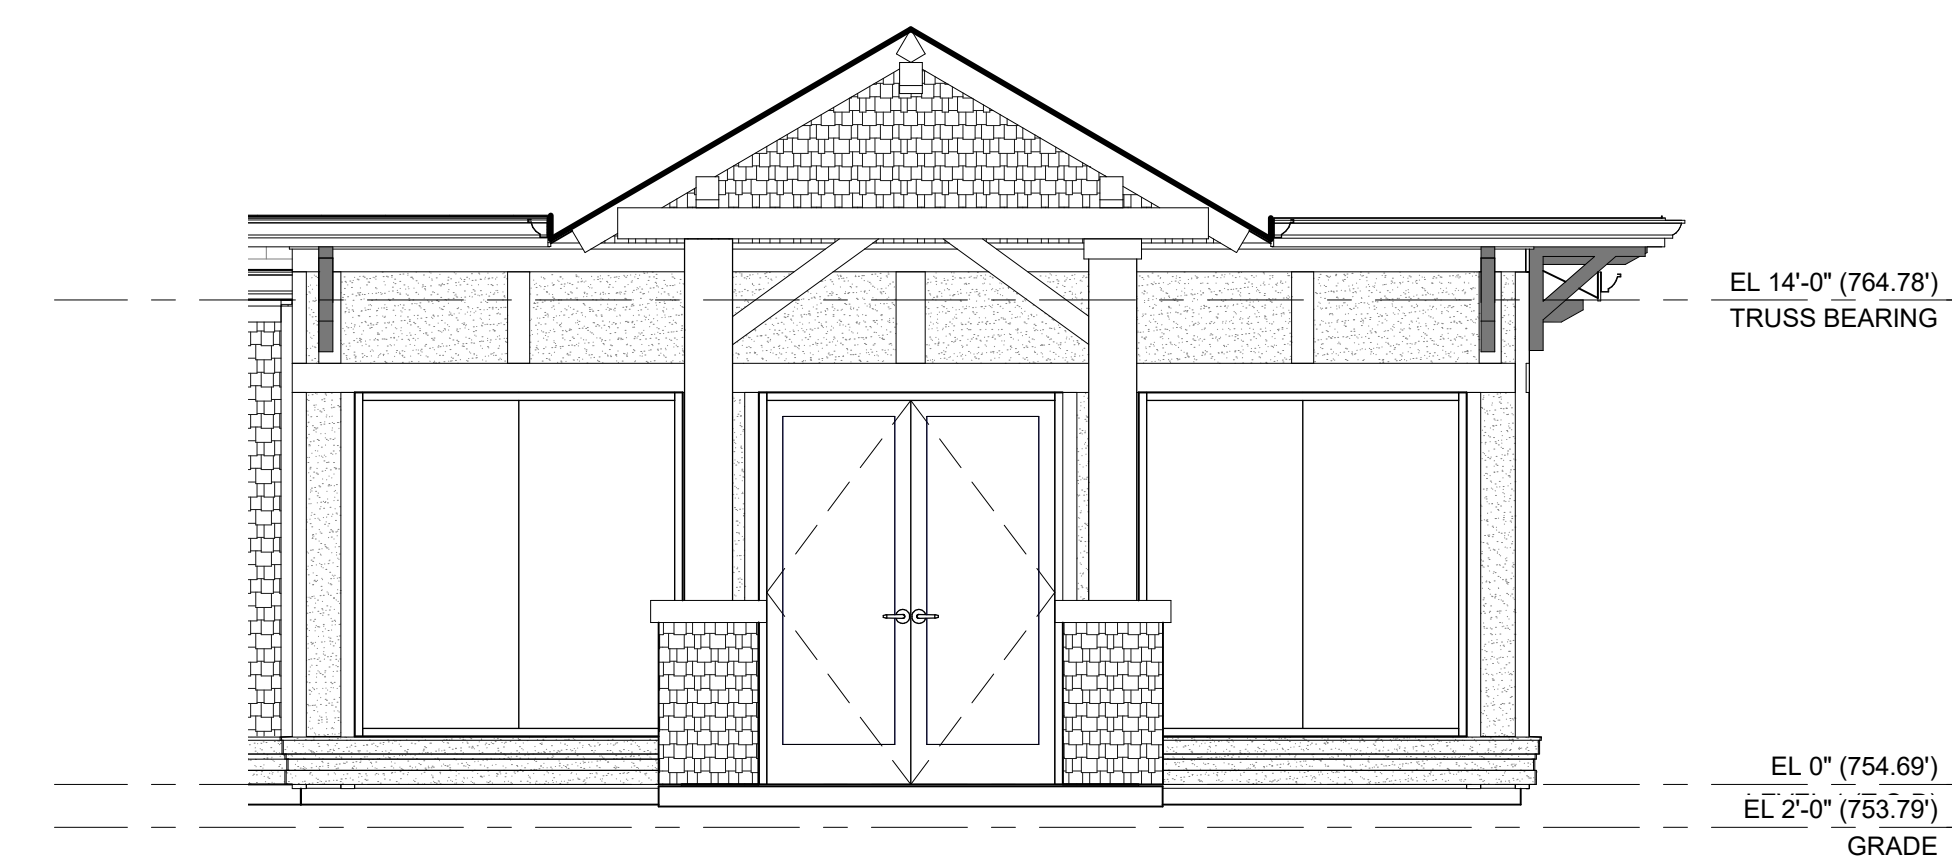 EL 14'-0" (764.78')
TRUSS BEARING
EL 0" (754.69')
EL 2'-0" (753.79')
GRADE